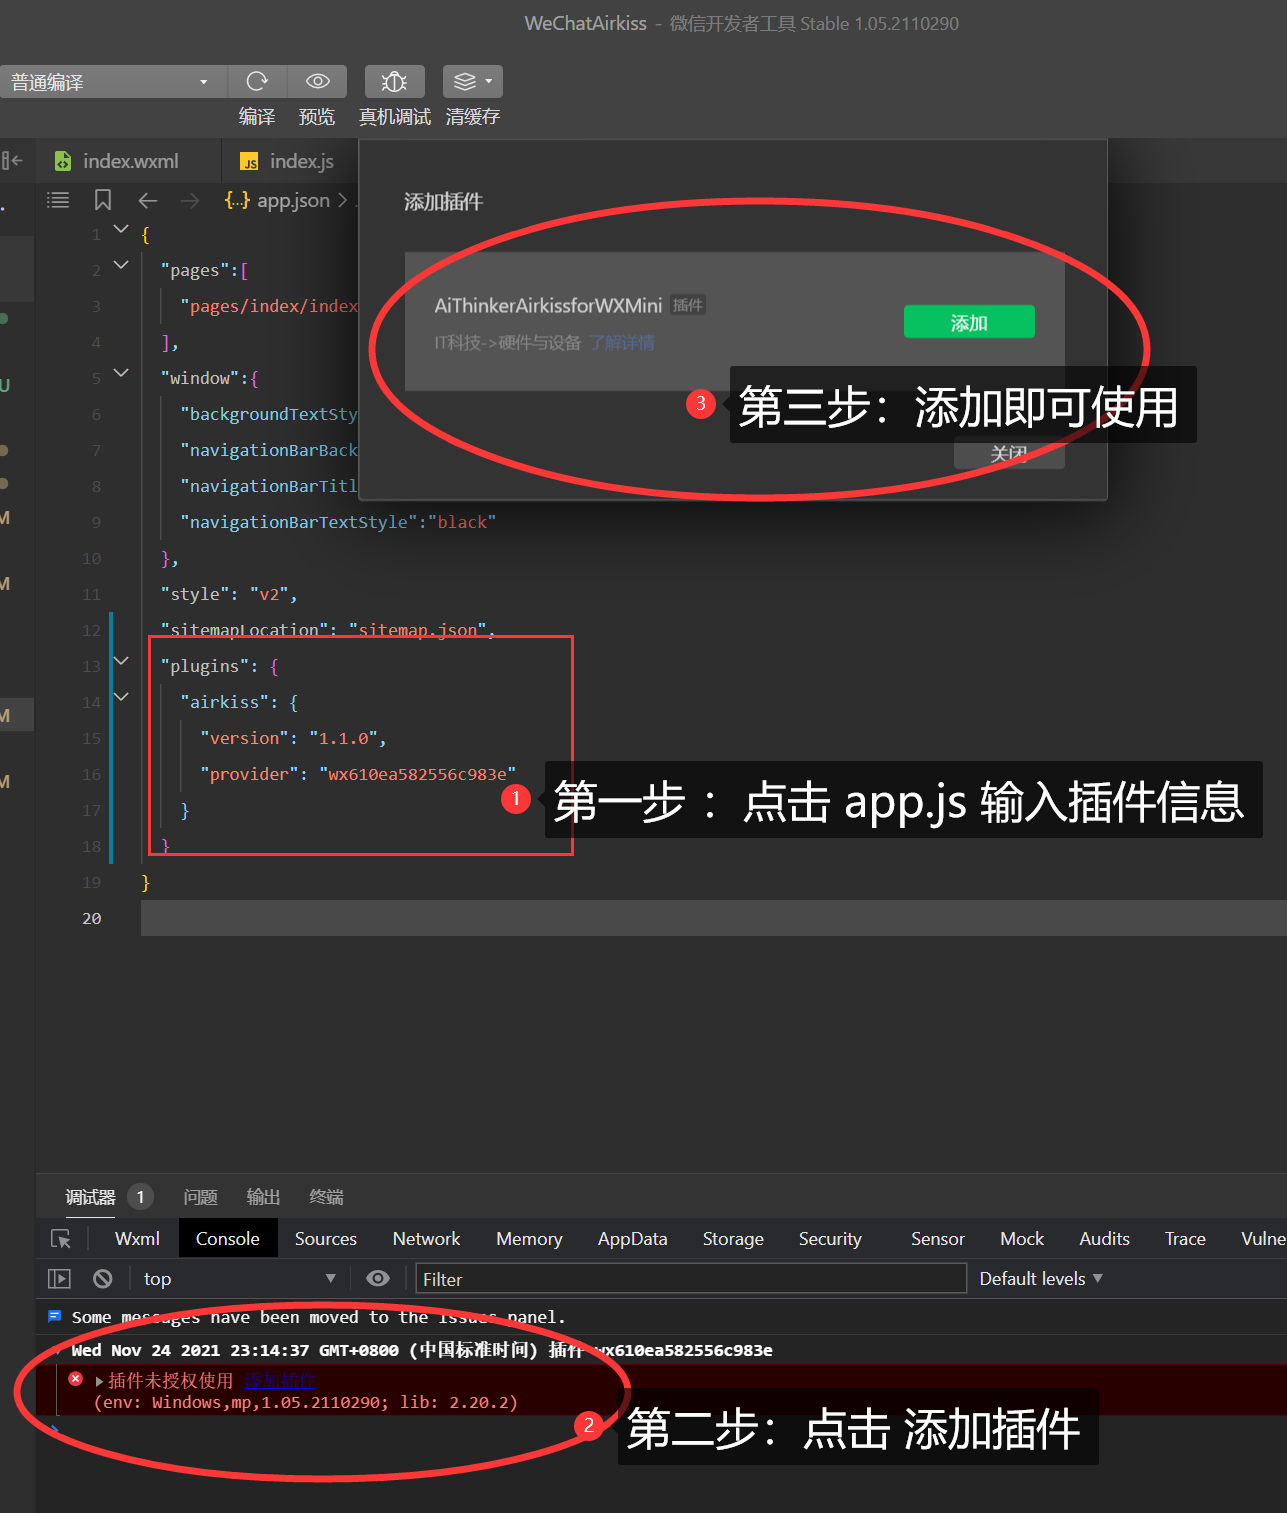 WeChatAirkiss - 微信开发者工具 Stable 1.05.2110290
普通编译
编译 预览 真机调试 清缓存
index.wxml index.js
{..} app.json
添加插件
AiThinkerAirkissforWXMini 插件
IT科技->硬件与设备 了解详情
添加
3 第三步：添加即可使用
关闭
1 {
2 "pages":[
3 "pages/index/index
4 ],
5 "window":{
6 "backgroundTextSty
7 "navigationBarBack
8 "navigationBarTitl
9 "navigationBarTextStyle":"black"
10 },
11 "style": "v2",
12 "sitemapLocation": "sitemap.json",
13 "plugins": {
14 "airkiss": {
15 "version": "1.1.0",
16 "provider": "wx610ea582556c983e"
17 }
18 }
19 }
20
U
M
M
M
M
1 第一步 ：点击 app.js 输入插件信息
调试器 1 问题 输出 终端
Wxml Console Sources Network Memory AppData Storage Security Sensor Mock Audits Trace Vulne
top Filter Default levels
Some messages have been moved to the Issues panel.
Wed Nov 24 2021 23:14:37 GMT+0800 (中国标准时间) 插件 wx610ea582556c983e
插件未授权使用 添加插件
(env: Windows,mp,1.05.2110290; lib: 2.20.2)
2 第二步：点击 添加插件